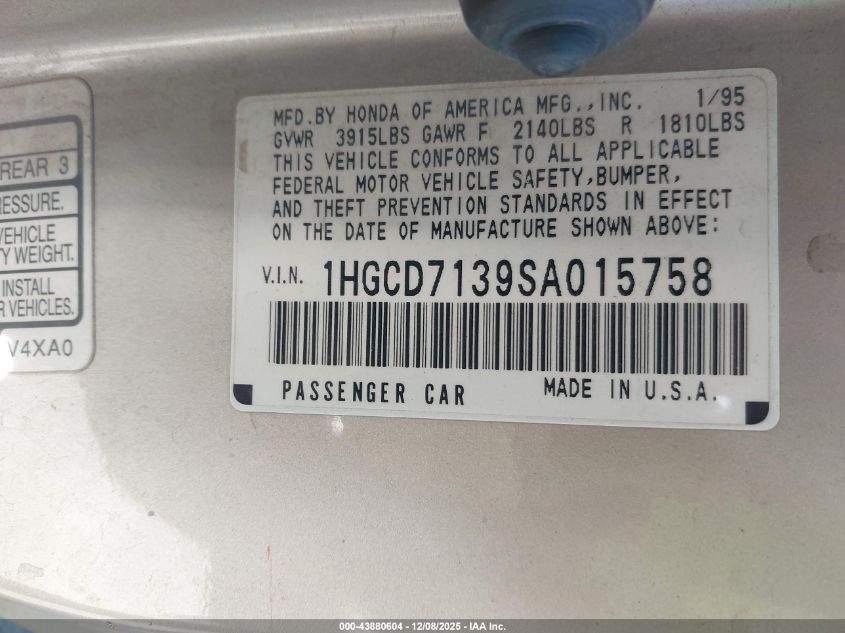 REAR 3
RESSURE.
VEHICLE
TY WEIGHT.
INSTALL
R VEHICLES.
V4XA0
MFD.BY HONDA OF AMERICA MFG.,INC. 1/95
GVWR 3915LBS GAWR F 2140LBS R 1810LBS
THIS VEHICLE CONFORMS TO ALL APPLICABLE
FEDERAL MOTOR VEHICLE SAFETY,BUMPER,
AND THEFT PREVENTION STANDARDS IN EFFECT
ON THE DATE OF MANUFACTURE SHOWN ABOVE:
V.I.N. 1HGCD7139SA015758
PASSENGER CAR MADE IN U.S.A.
000-43880604 - 12/08/2025 - IAA Inc.